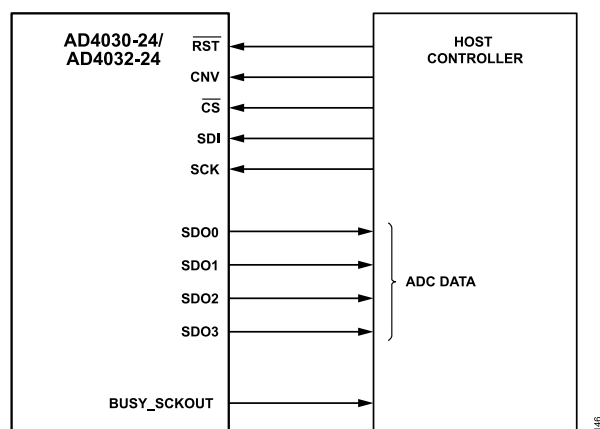 AD4030-24/
AD4032-24
HOST
CONTROLLER
RST
CNV
CS
SDI
SCK
SDO0
SDO1
SDO2
SDO3
ADC DATA
BUSY_SCKOUT